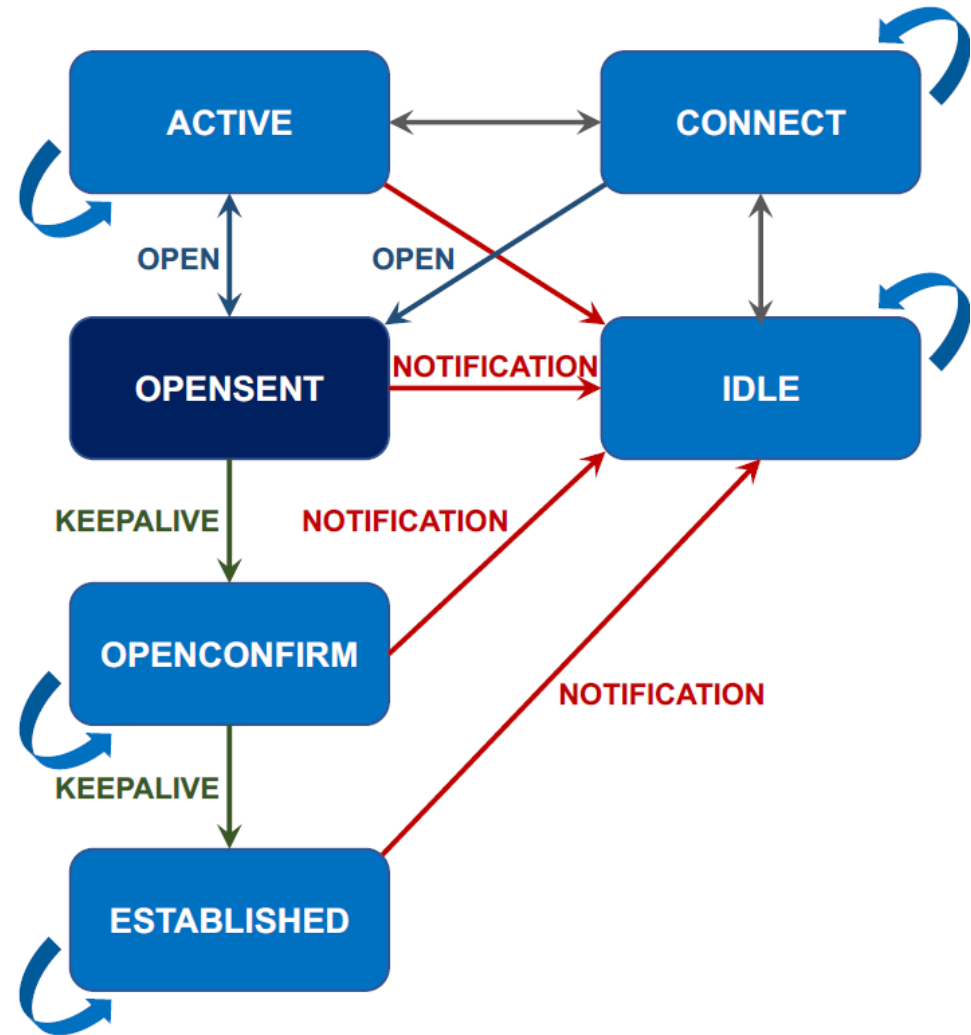 ACTIVE
CONNECT
OPEN
OPEN
OPENSENT
NOTIFICATION
IDLE
KEEPALIVE
NOTIFICATION
OPENCONFIRM
NOTIFICATION
KEEPALIVE
ESTABLISHED